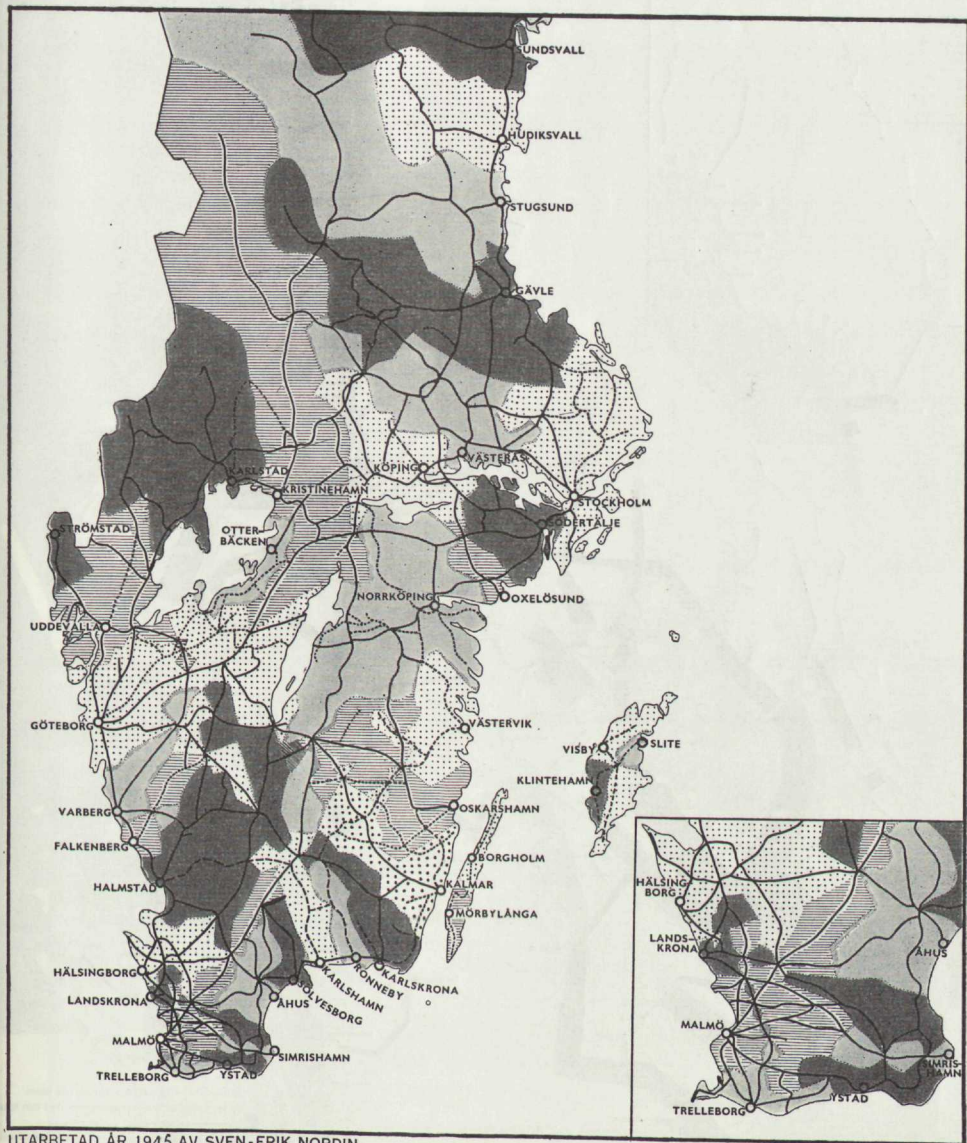 SUNDSVALL
HUDIKSVALL
STUGSUND
GÄVLE
VÄSTERÅS
KÖPING
KARLSTAD
KRISTINEHAMN
STOCKHOLM
SÖDERTÄLJE
STRÖMSTAD
OTTER-
BÄCKEN
NORRKÖPING
OXELÖSUND
UDDEVALLA
GÖTEBORG
VÄSTERVIK
VISBY
SLITE
KLINTEHAMN
VARBERG
OSKARSHAMN
FALKENBERG
BORGHOLM
HALMSTAD
KALMAR
MÖRBYLÅNGA
HÄLSINGBORG
LANDSKRONA
ÅHUS
SÖLVESBORG
KARLSHAMN
RONNEBY
KARLSKRONA
MALMÖ
SIMRISHAMN
TRELLEBORG
YSTAD
HÄLSING-
BORG
LANDS-
KRONA
ÅHUS
MALMÖ
SIMRIS-
HAMN
YSTAD
TRELLEBORG
UTARBETAD ÅR 1945 AV SVEN-ERIK NORDIN